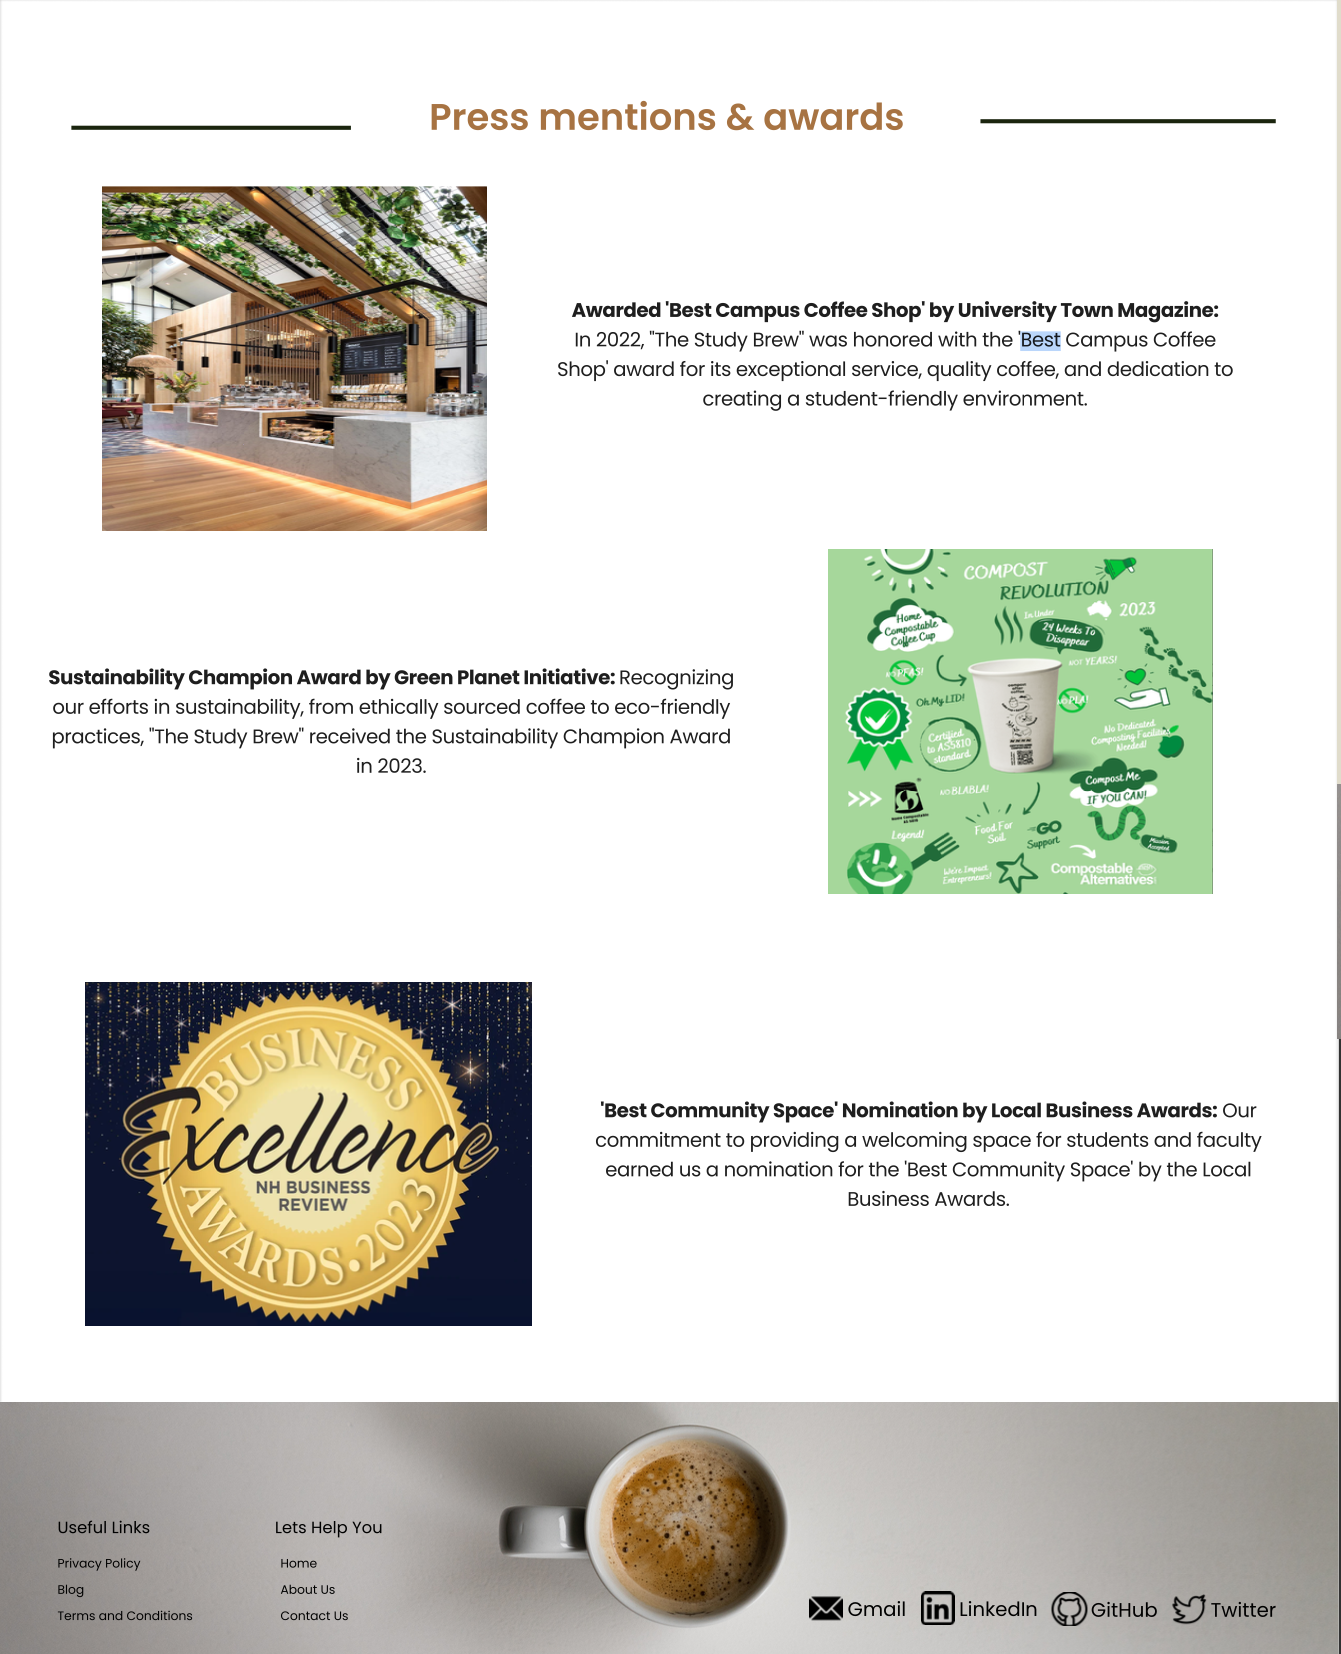 Press mentions & awards
Awarded 'Best Campus Coffee Shop' by University Town Magazine:
In 2022, "The Study Brew" was honored with the 'Best Campus Coffee
Shop' award for its exceptional service, quality coffee, and dedication to
creating a student-friendly environment.
COMPOST
REVOLUTION
In Under
2023
Home
Compostable
Coffee Cup
24 Weeks To
Disappear
NOT YEARS!
NO PFAS!
Oh My LID!
NO PLA!
Certified
to AS5810
standard
No Dedicated
Composting Facilities
Needed!
Compost Me
IF YOU CAN!
NO BLABLA!
Legend!
Food For
Soil
GO
Support
Mission
Accepted
We're Impact
Entrepreneurs!
Compostable
Alternatives
Sustainability Champion Award by Green Planet Initiative: Recognizing
our efforts in sustainability, from ethically sourced coffee to eco-friendly
practices, "The Study Brew" received the Sustainability Champion Award
in 2023.
BUSINESS
Excellence
NH BUSINESS
REVIEW
AWARDS•2023
'Best Community Space' Nomination by Local Business Awards: Our
commitment to providing a welcoming space for students and faculty
earned us a nomination for the 'Best Community Space' by the Local
Business Awards.
Useful Links
Privacy Policy
Blog
Terms and Conditions
Lets Help You
Home
About Us
Contact Us
Gmail
LinkedIn
GitHub
Twitter